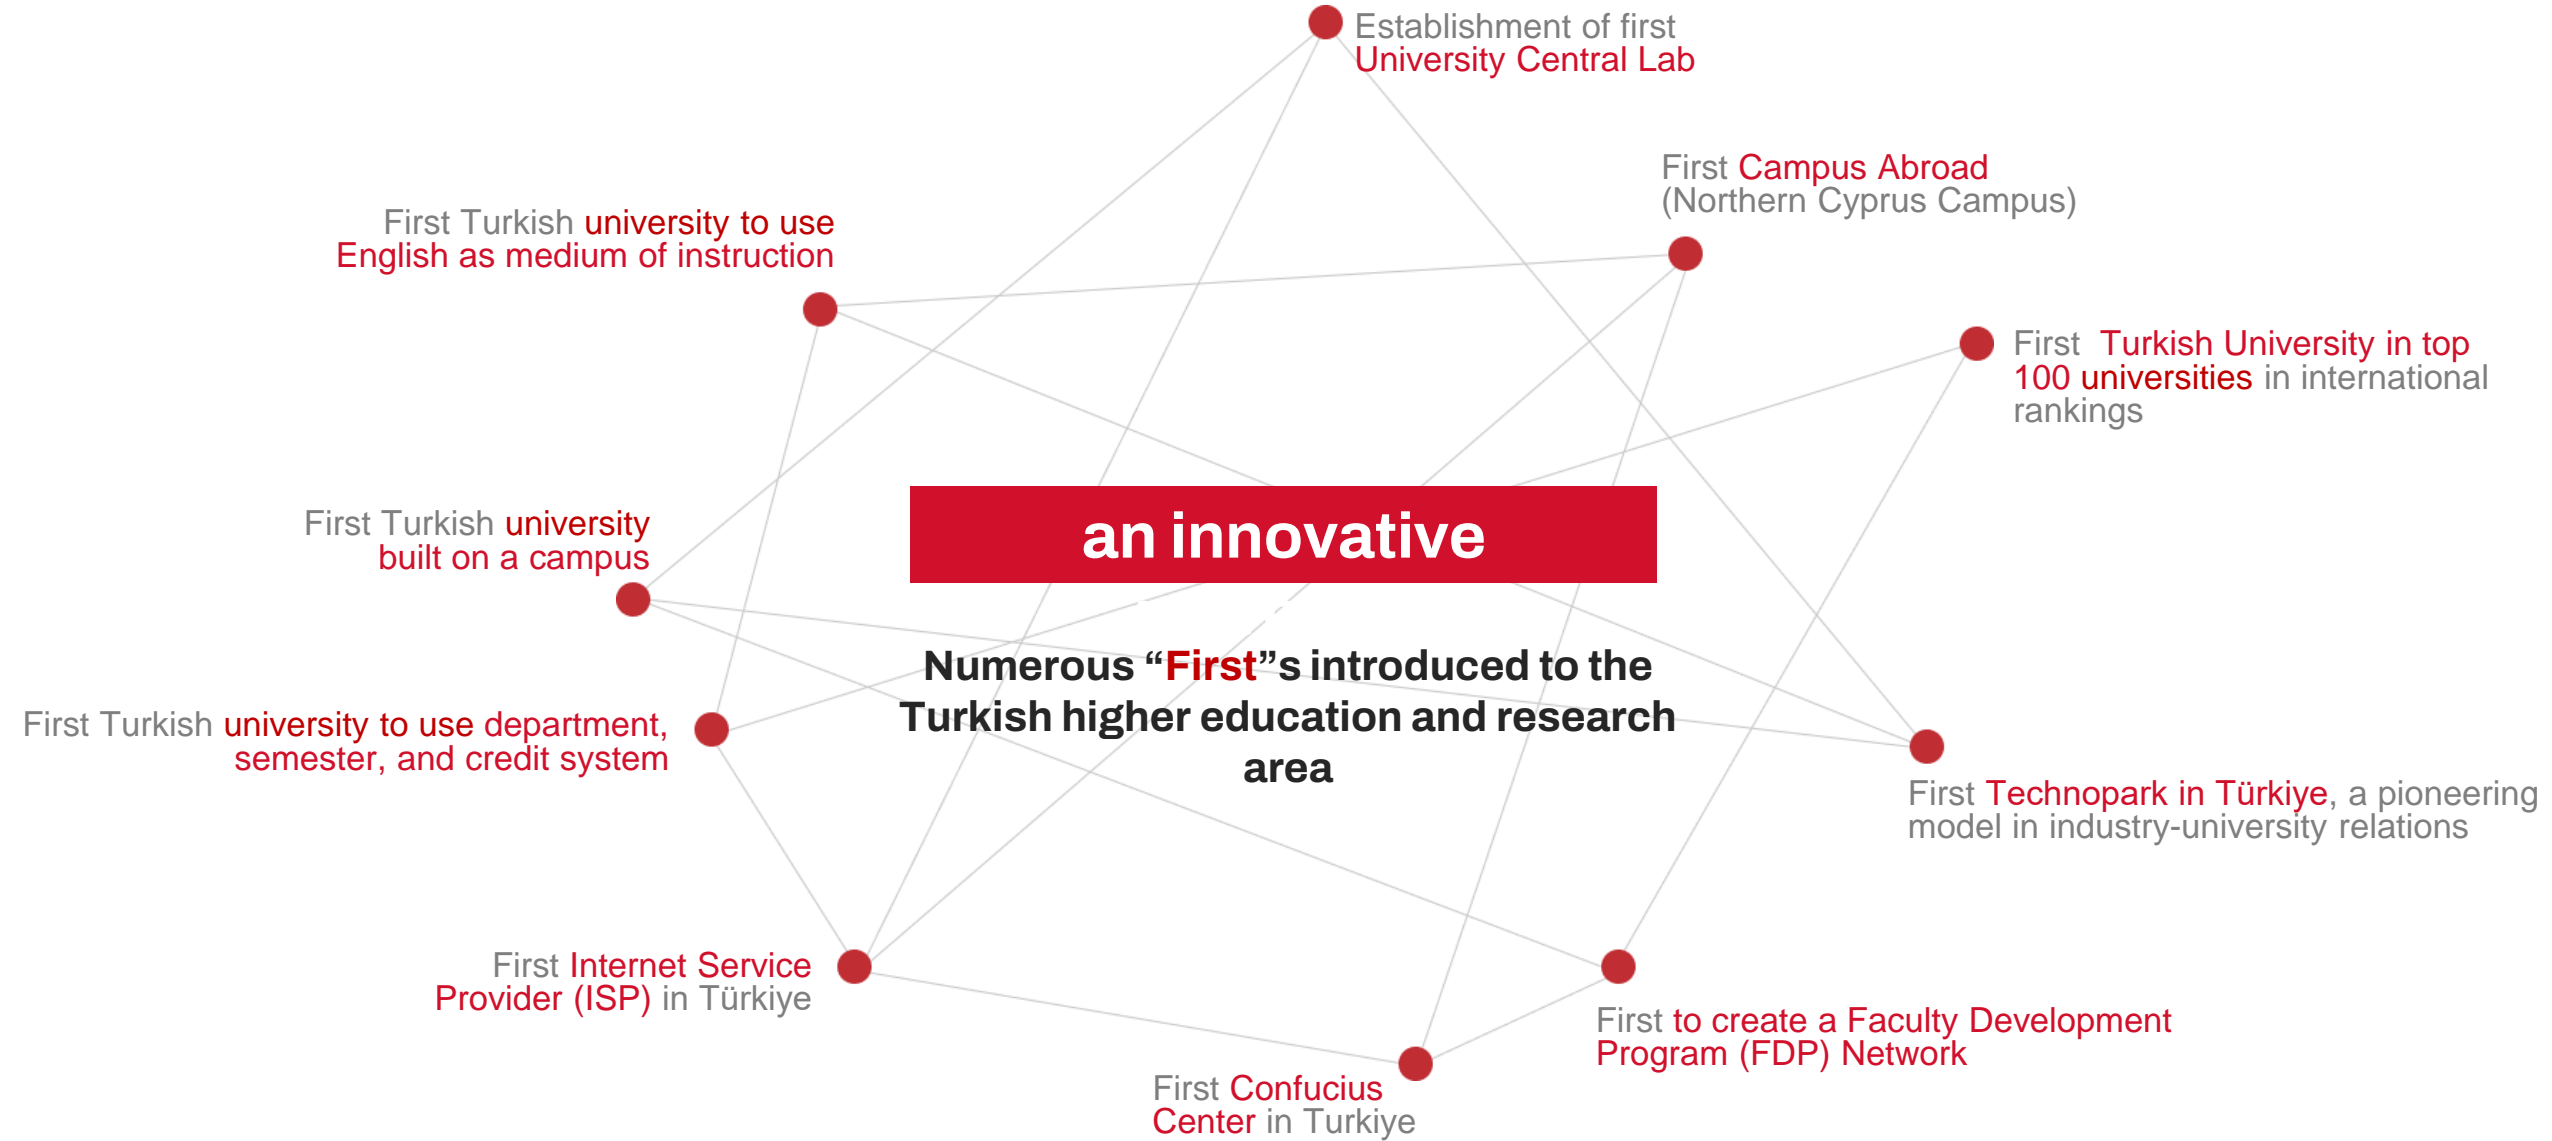 Establishment of first
University Central Lab
First Campus Abroad
(Northern Cyprus Campus)
First Turkish university to use
English as medium of instruction
First  Turkish University in top
100 universities in international
rankings
First Turkish university
built on a campus
an innovative
Numerous “First”s introduced to the
Turkish higher education and research
area
First Turkish university to use department,
semester, and credit system
First Technopark in Türkiye, a pioneering
model in industry-university relations
First Internet Service
Provider (ISP) in Türkiye
First to create a Faculty Development
Program (FDP) Network
First Confucius
Center in Turkiye